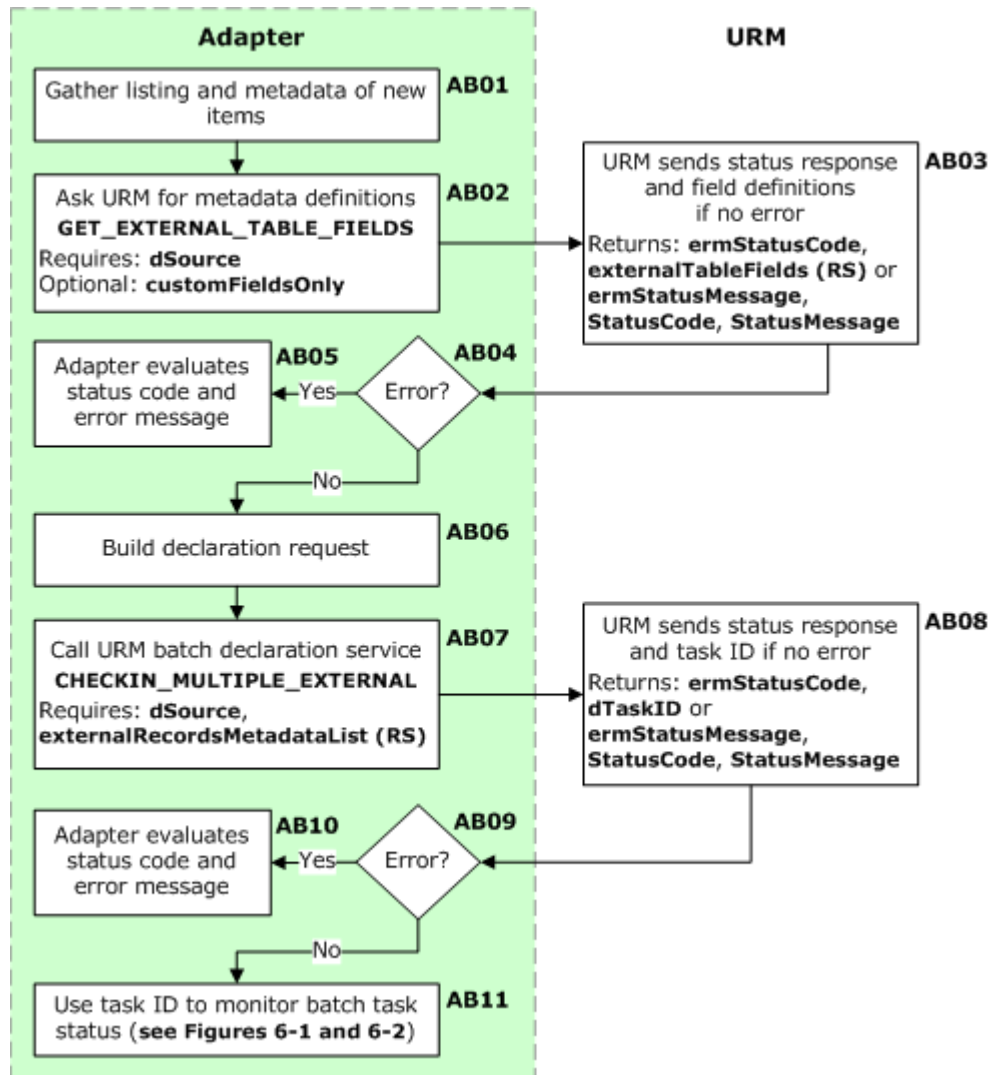 Adapter
URM
Gather listing and metadata of new
items
AB01
Ask URM for metadata definitions
GET_EXTERNAL_TABLE_FIELDS
Requires: dSource
Optional: customFieldsOnly
AB02
URM sends status response
and field definitions
if no error
Returns: ermStatusCode,
externalTableFields (RS) or
ermStatusMessage,
StatusCode, StatusMessage
AB03
Error?
AB04
Yes
Adapter evaluates
status code and
error message
AB05
No
Build declaration request
AB06
Call URM batch declaration service
CHECKIN_MULTIPLE_EXTERNAL
Requires: dSource,
externalRecordsMetadataList (RS)
AB07
URM sends status response
and task ID if no error
Returns: ermStatusCode,
dTaskID or
ermStatusMessage,
StatusCode, StatusMessage
AB08
Error?
AB09
Yes
Adapter evaluates
status code and
error message
AB10
No
Use task ID to monitor batch task
status (see Figures 6-1 and 6-2)
AB11